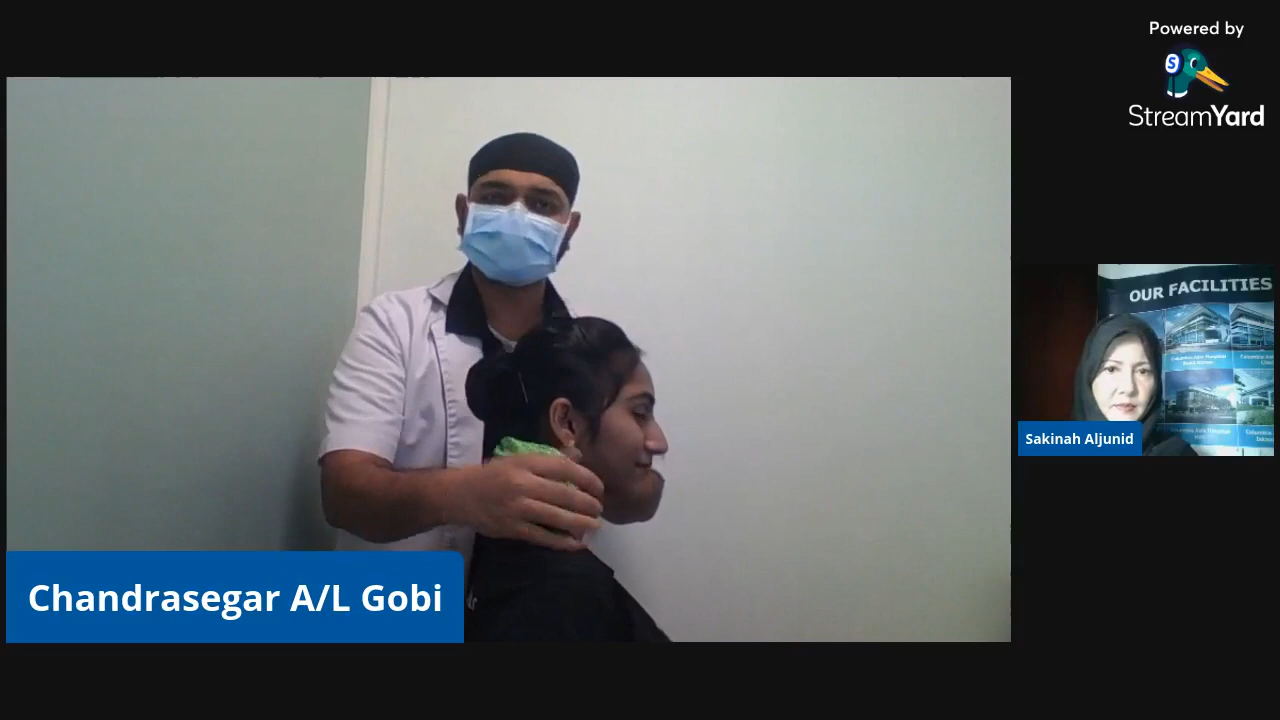 Powered by
S
StreamYard
OUR FACILITIES
Sakinah Aljunid
Chandrasegar A/L Gobi